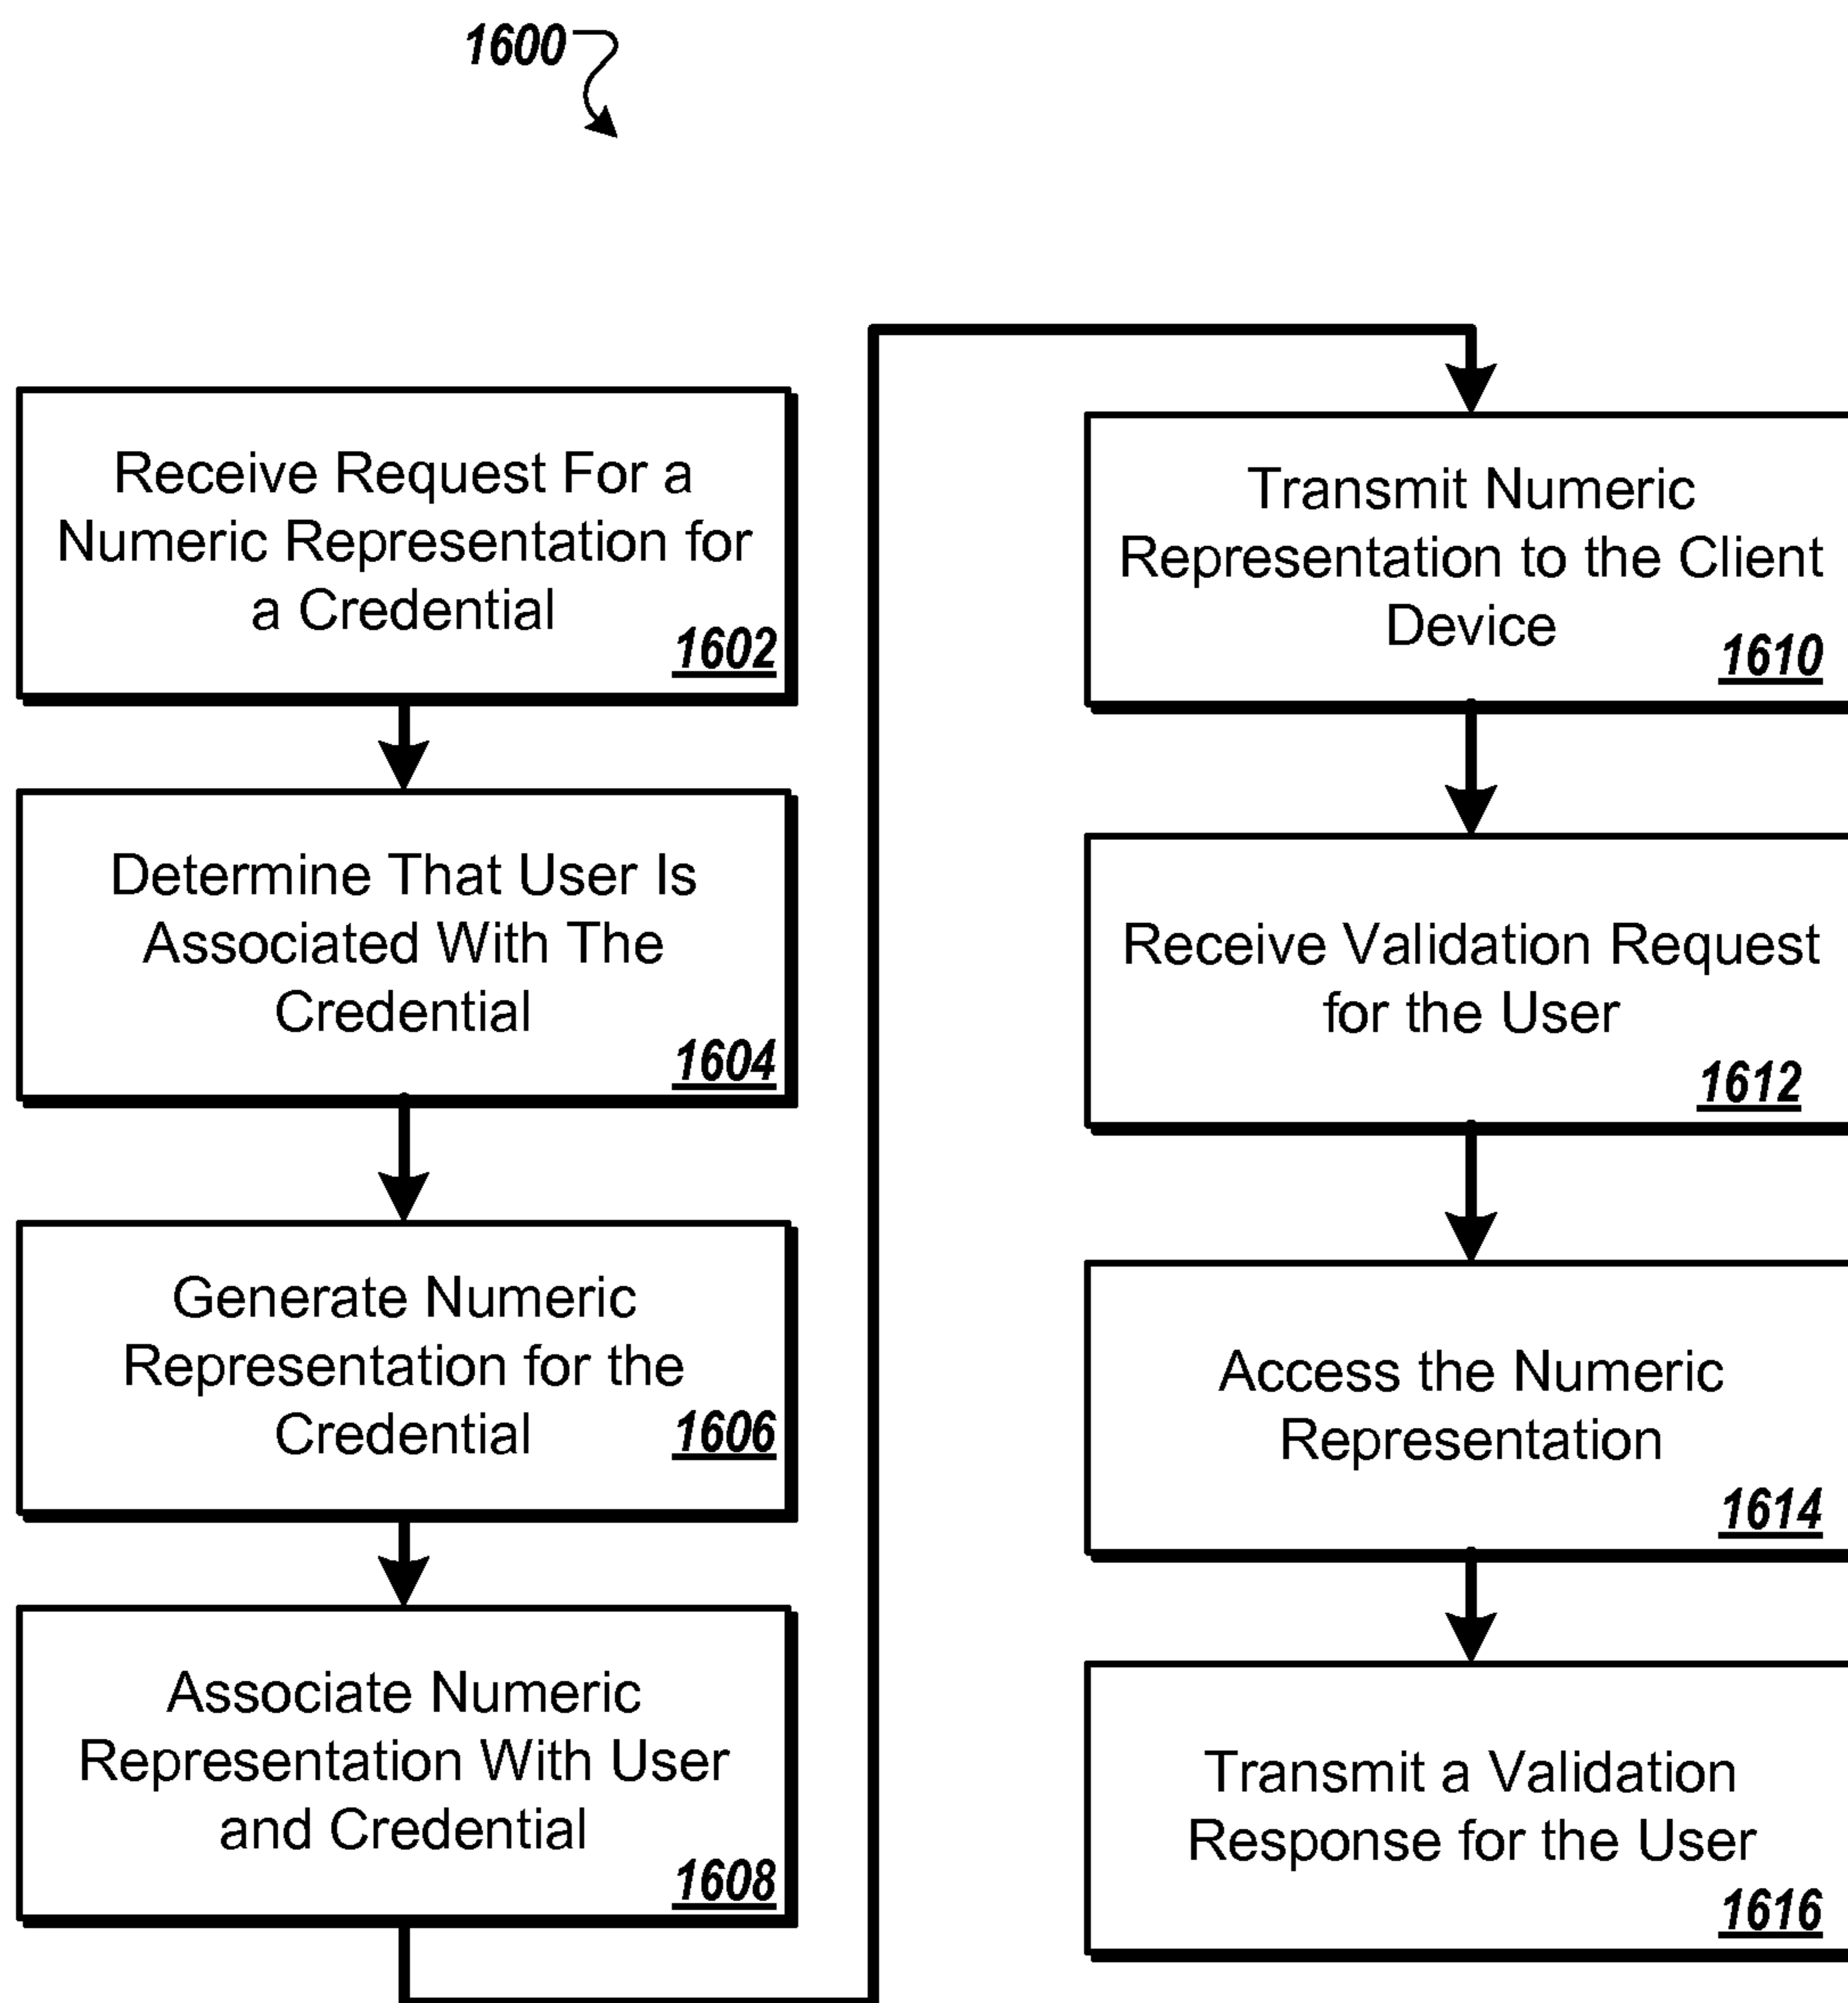 1600
Receive Request For a
Numeric Representation for
a Credential
1602
Determine That User Is
Associated With The
Credential
1604
Generate Numeric
Representation for the
Credential
1606
Associate Numeric
Representation With User
and Credential
1608
Transmit Numeric
Representation to the Client
Device
1610
Receive Validation Request
for the User
1612
Access the Numeric
Representation
1614
Transmit a Validation
Response for the User
1616